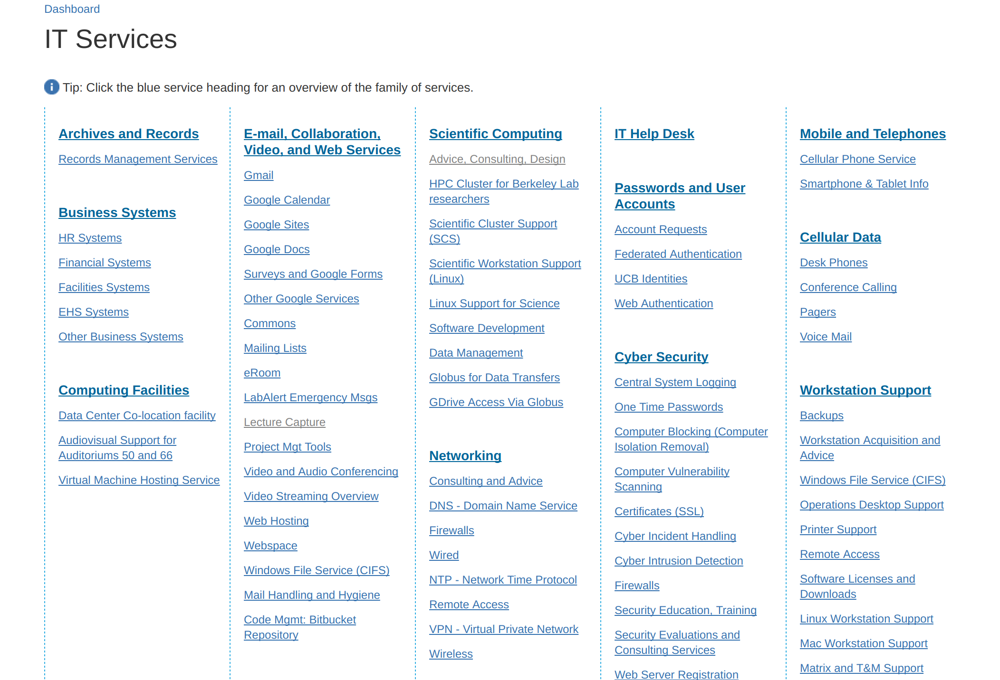 Dashboard
IT Services
Tip: Click the blue service heading for an overview of the family of services.
Archives and Records
Records Management Services
Business Systems
HR Systems
Financial Systems
Facilities Systems
EHS Systems
Other Business Systems
Computing Facilities
Data Center Co-location facility
Audiovisual Support for
Auditoriums 50 and 66
Virtual Machine Hosting Service
E-mail, Collaboration,
Video, and Web Services
Gmail
Google Calendar
Google Sites
Google Docs
Surveys and Google Forms
Other Google Services
Commons
Mailing Lists
eRoom
LabAlert Emergency Msgs
Lecture Capture
Project Mgt Tools
Video and Audio Conferencing
Video Streaming Overview
Web Hosting
Webspace
Windows File Service (CIFS)
Mail Handling and Hygiene
Code Mgmt: Bitbucket
Repository
Scientific Computing
Advice, Consulting, Design
HPC Cluster for Berkeley Lab
researchers
Scientific Cluster Support
(SCS)
Scientific Workstation Support
(Linux)
Linux Support for Science
Software Development
Data Management
Globus for Data Transfers
GDrive Access Via Globus
Networking
Consulting and Advice
DNS - Domain Name Service
Firewalls
Wired
NTP - Network Time Protocol
Remote Access
VPN - Virtual Private Network
Wireless
IT Help Desk
Passwords and User
Accounts
Account Requests
Federated Authentication
UCB Identities
Web Authentication
Cyber Security
Central System Logging
One Time Passwords
Computer Blocking (Computer
Isolation Removal)
Computer Vulnerability
Scanning
Certificates (SSL)
Cyber Incident Handling
Cyber Intrusion Detection
Firewalls
Security Education, Training
Security Evaluations and
Consulting Services
Web Server Registration
Mobile and Telephones
Cellular Phone Service
Smartphone & Tablet Info
Cellular Data
Desk Phones
Conference Calling
Pagers
Voice Mail
Workstation Support
Backups
Workstation Acquisition and
Advice
Windows File Service (CIFS)
Operations Desktop Support
Printer Support
Remote Access
Software Licenses and
Downloads
Linux Workstation Support
Mac Workstation Support
Matrix and T&M Support